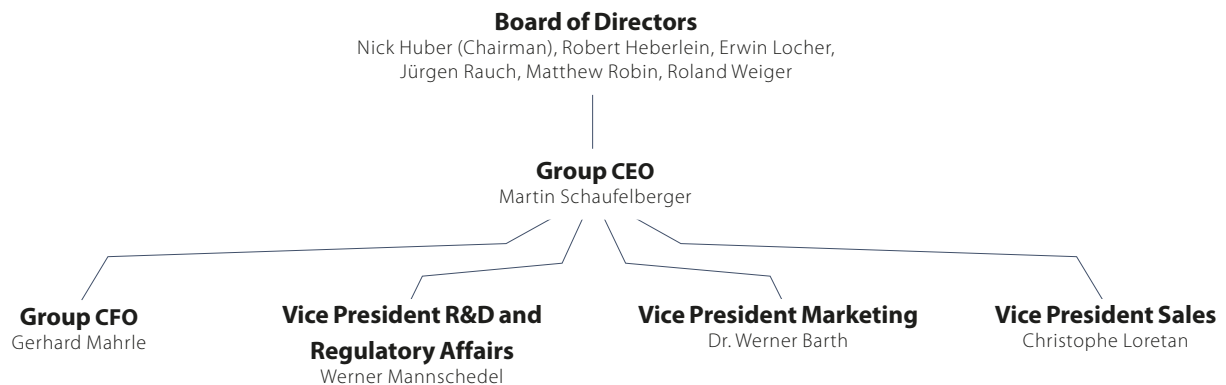 Board of Directors
Nick Huber (Chairman), Robert Heberlein, Erwin Locher,
Jürgen Rauch, Matthew Robin, Roland Weiger
Group CEO
Martin Schaufelberger
Group CFO
Gerhard Mahrle
Vice President R&D and
Regulatory Affairs
Werner Mannschedel
Vice President Marketing
Dr. Werner Barth
Vice President Sales
Christophe Loretan